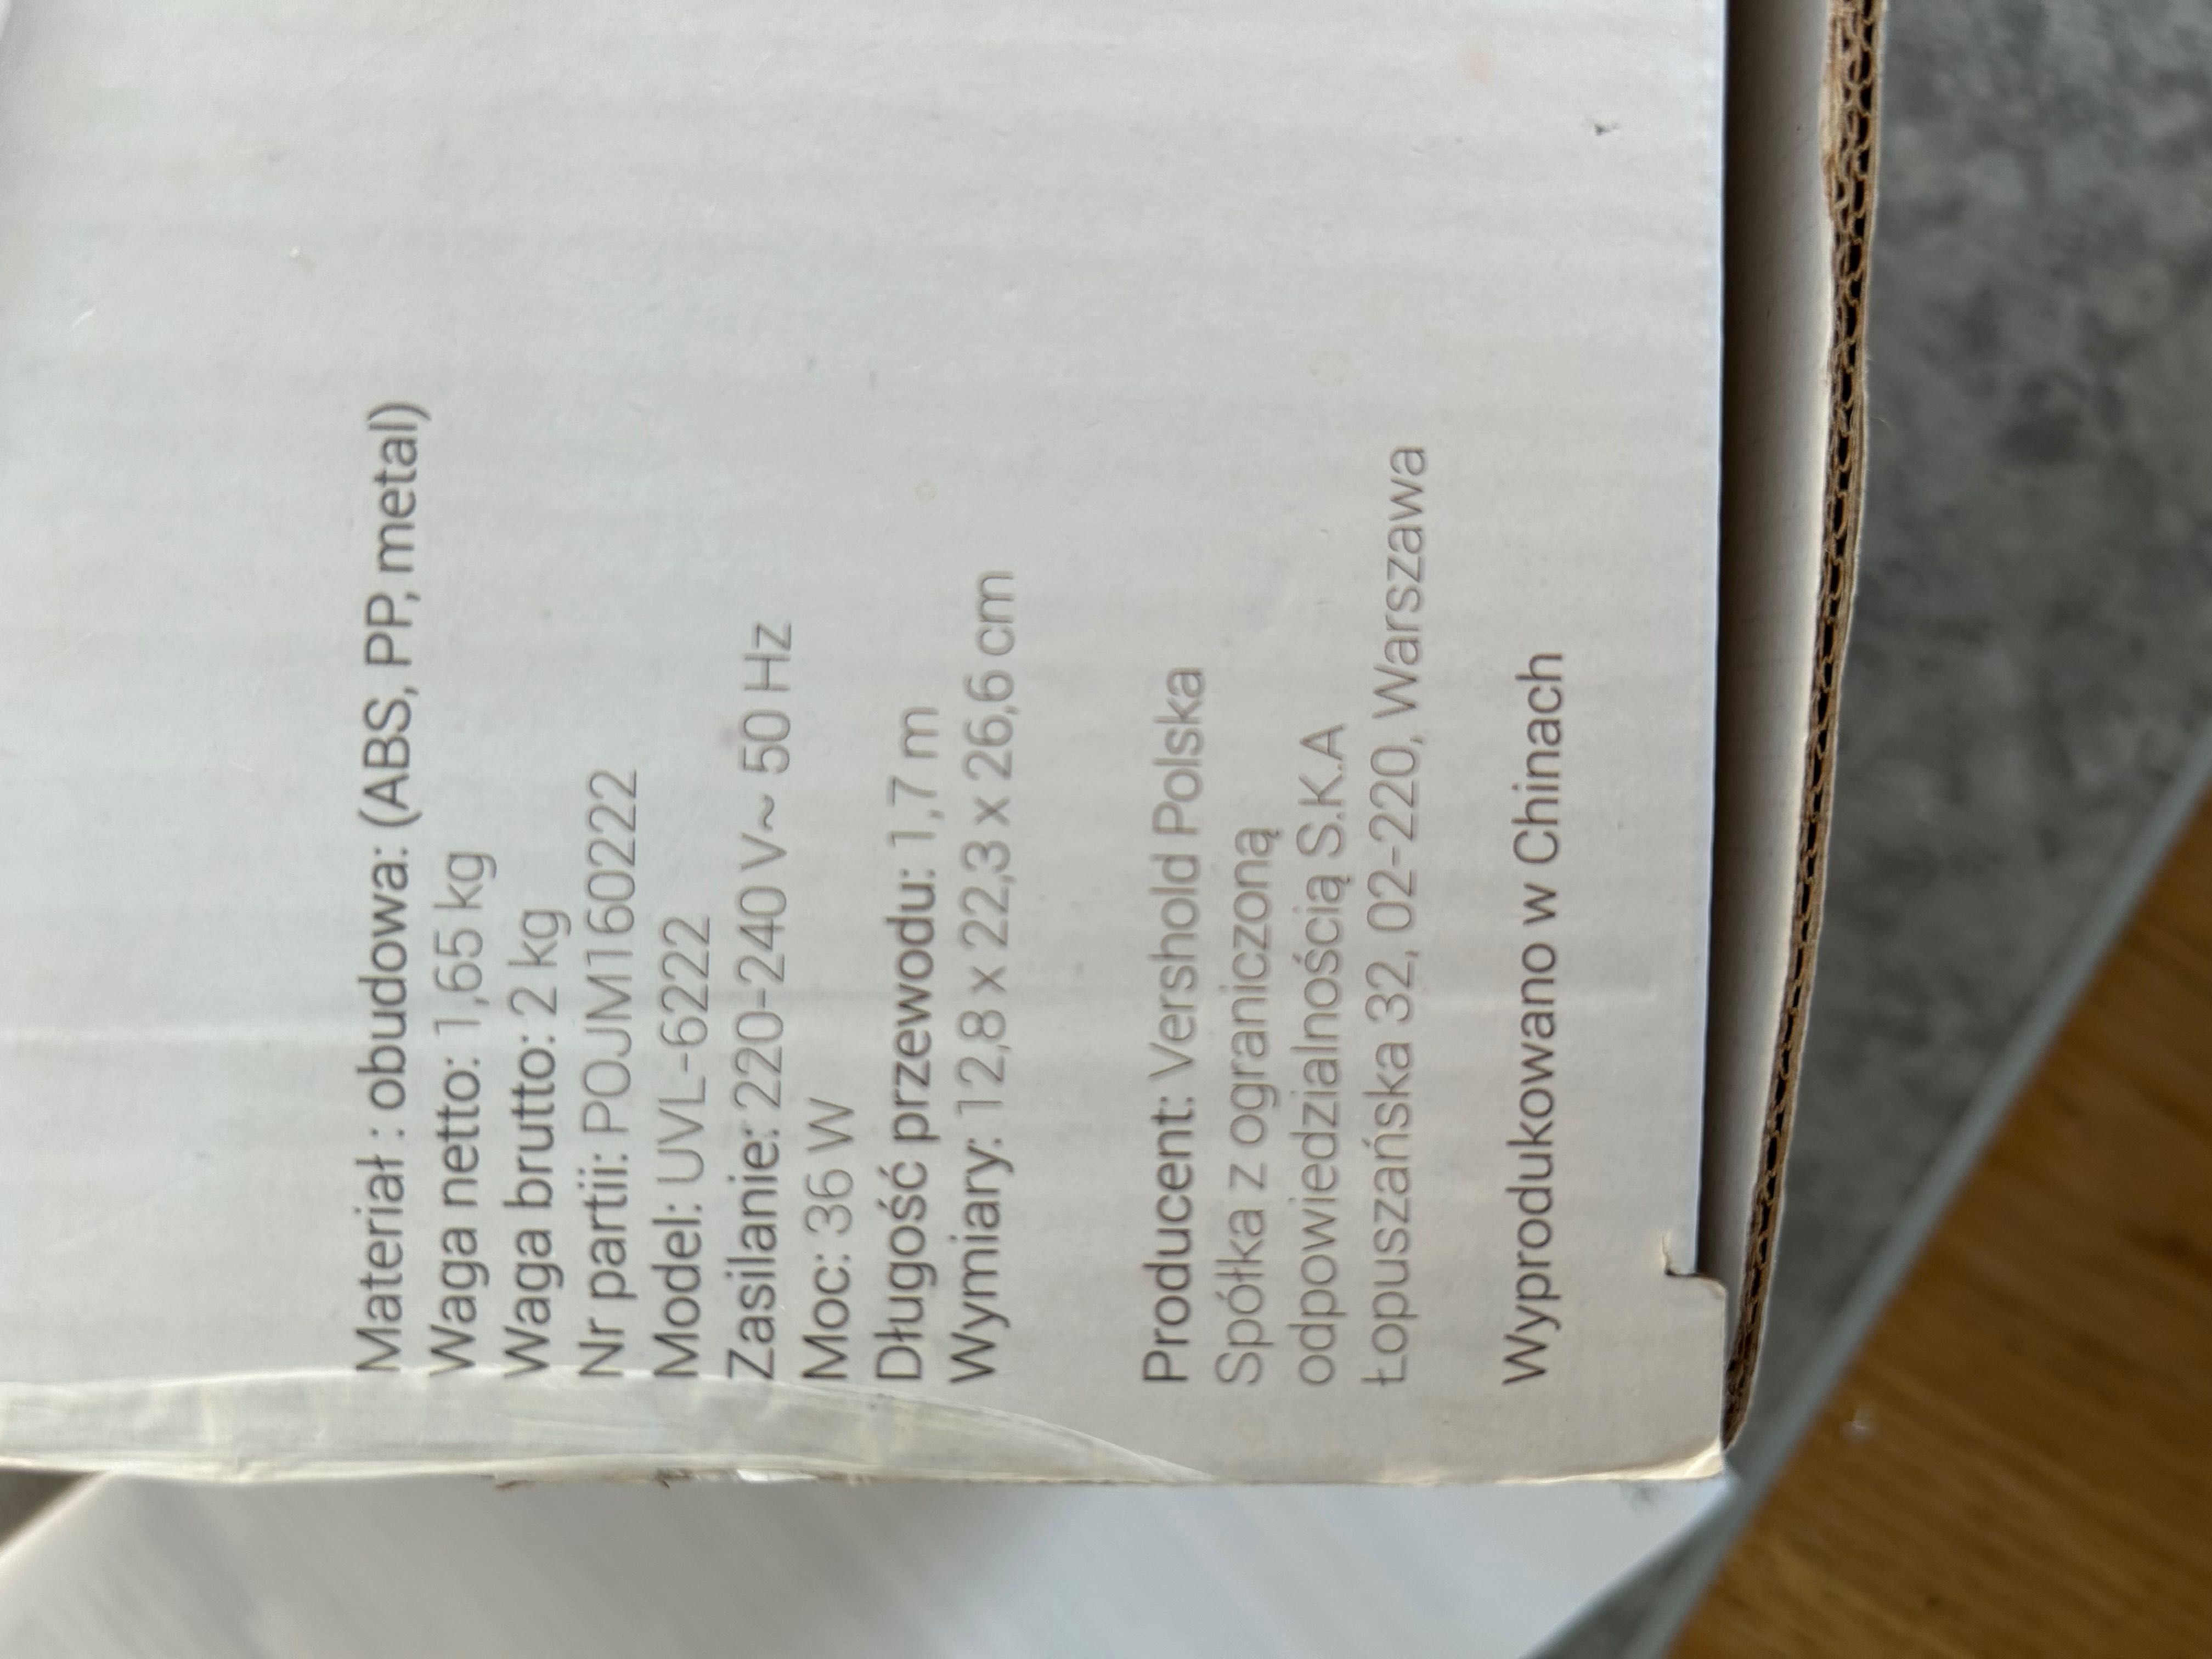 Materiał : obudowa: (ABS, PP, metal)
Waga netto: 1,65 kg
Waga brutto: 2 kg
Nr partii: POJM160222
Model: UVL-6222
Zasilanie: 220-240 V~ 50 Hz
Moc: 36 W
Długość przewodu: 1,7 m
Wymiary: 12,8 x 22,3 x 26,6 cm
Producent: Vershold Polska
Spółka z ograniczoną
odpowiedzialnością S.K.A
Łopuszańska 32, 02-220, Warszawa
Wyprodukowano w Chinach